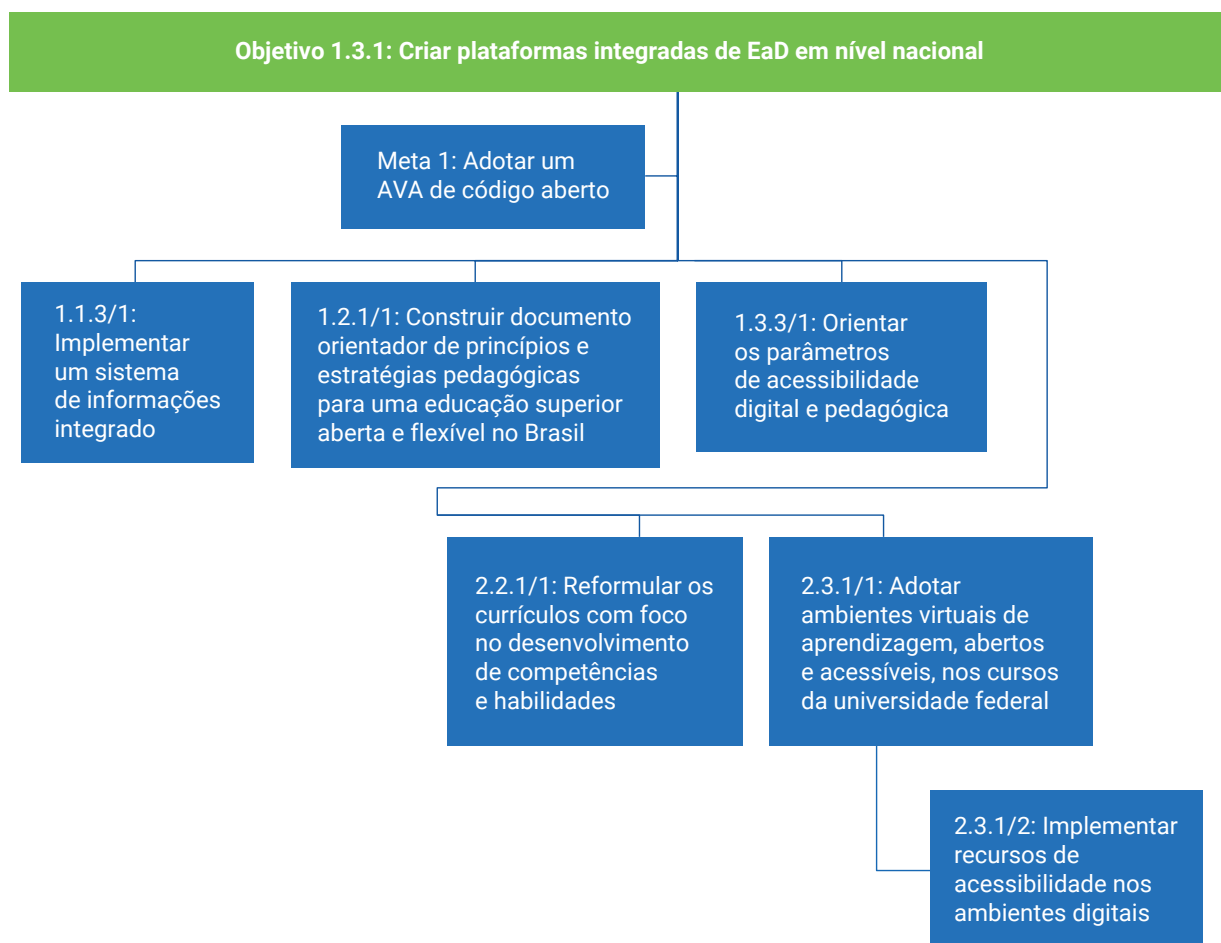 Objetivo 1.3.1: Criar plataformas integradas de EaD em nível nacional
Meta 1: Adotar um
AVA de código aberto
1.1.3/1:
Implementar
um sistema
de informações
integrado
1.2.1/1: Construir documento
orientador de princípios e
estratégias pedagógicas
para uma educação superior
aberta e flexível no Brasil
1.3.3/1: Orientar
os parâmetros
de acessibilidade
digital e pedagógica
2.2.1/1: Reformular os
currículos com foco
no desenvolvimento
de competências
e habilidades
2.3.1/1: Adotar
ambientes virtuais de
aprendizagem, abertos
e acessíveis, nos cursos
da universidade federal
2.3.1/2: Implementar
recursos de
acessibilidade nos
ambientes digitais